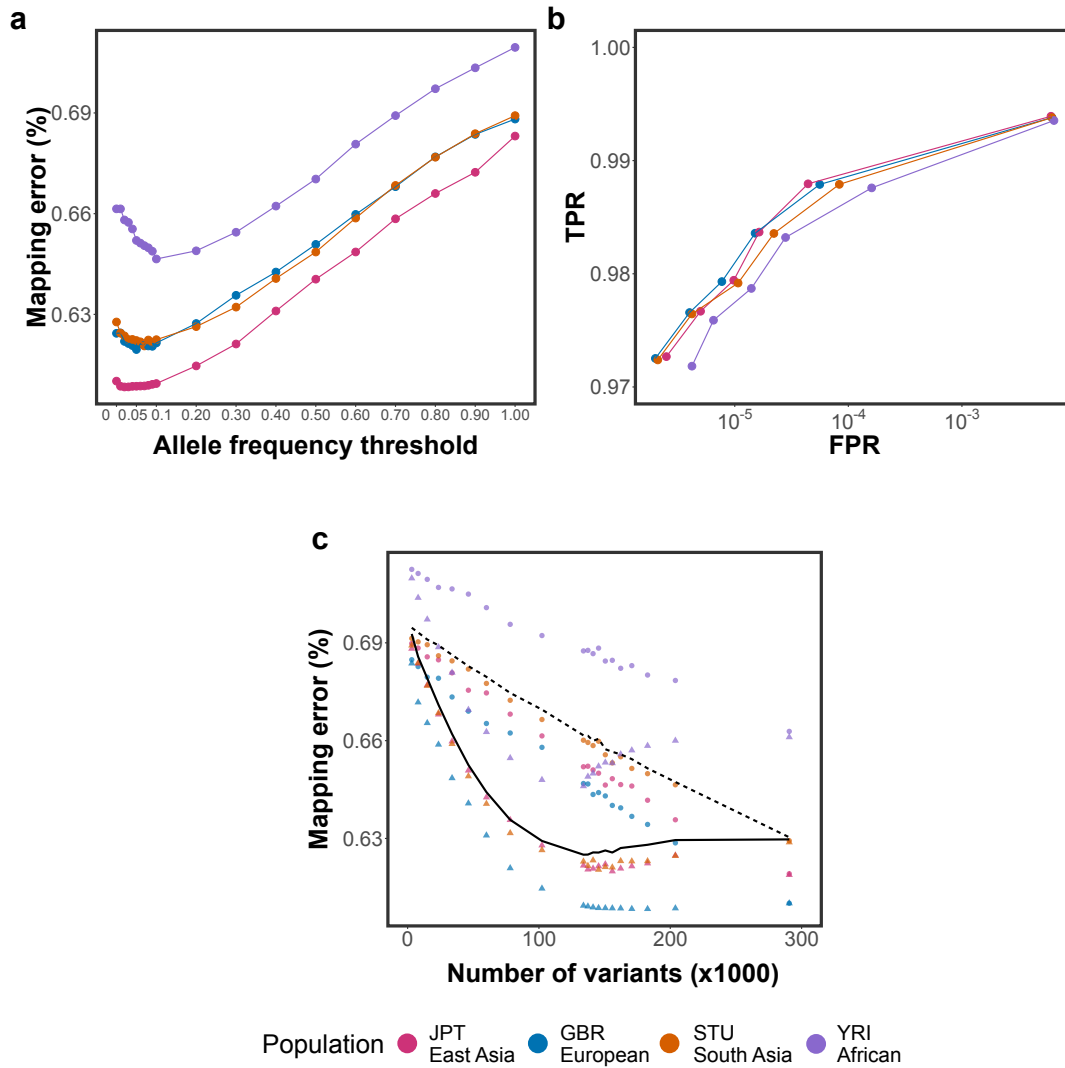 a
Mapping error (%)
0.69
0.66
0.63
0 0.05 0.1 0.20 0.30 0.40 0.50 0.60 0.70 0.80 0.90 1.00
Allele frequency threshold
b
TPR
1.00
0.99
0.98
0.97
10⁻⁵ 10⁻⁴ 10⁻³
FPR
c
Mapping error (%)
0.69
0.66
0.63
0 100 200 300
Number of variants (x1000)
Population
JPT
East Asia
GBR
European
STU
South Asia
YRI
African